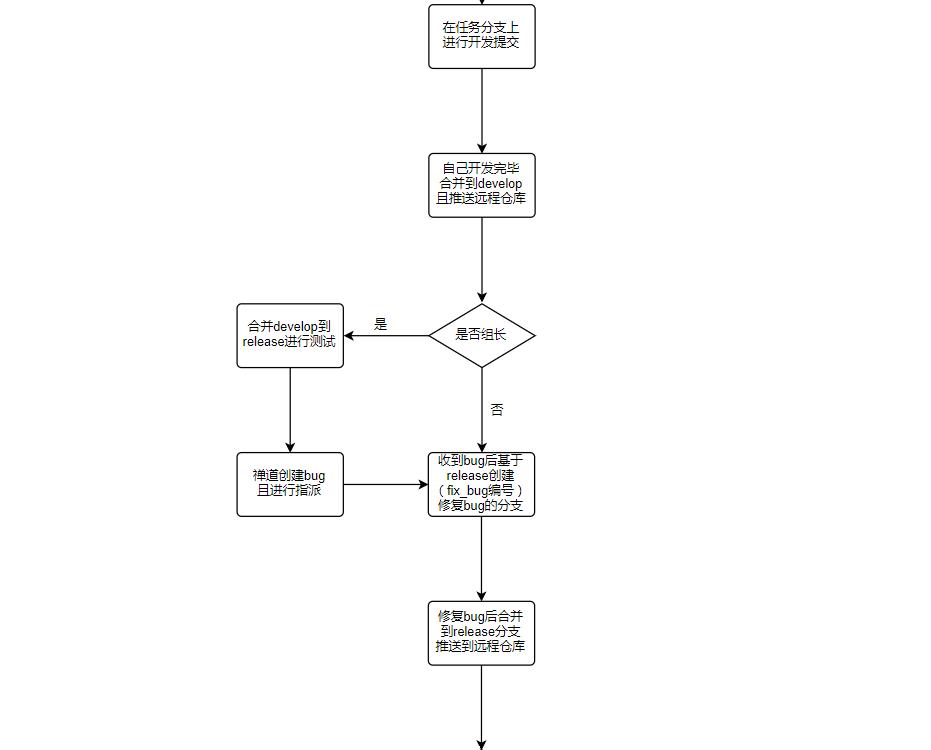 在任务分支上
进行开发提交
自己开发完毕
合并到develop
且推送远程仓库
是否组长
是
合并develop到
release进行测试
否
禅道创建bug
且进行指派
收到bug后基于
release创建
（fix_bug编号）
修复bug的分支
修复bug后合并
到release分支
推送到远程仓库